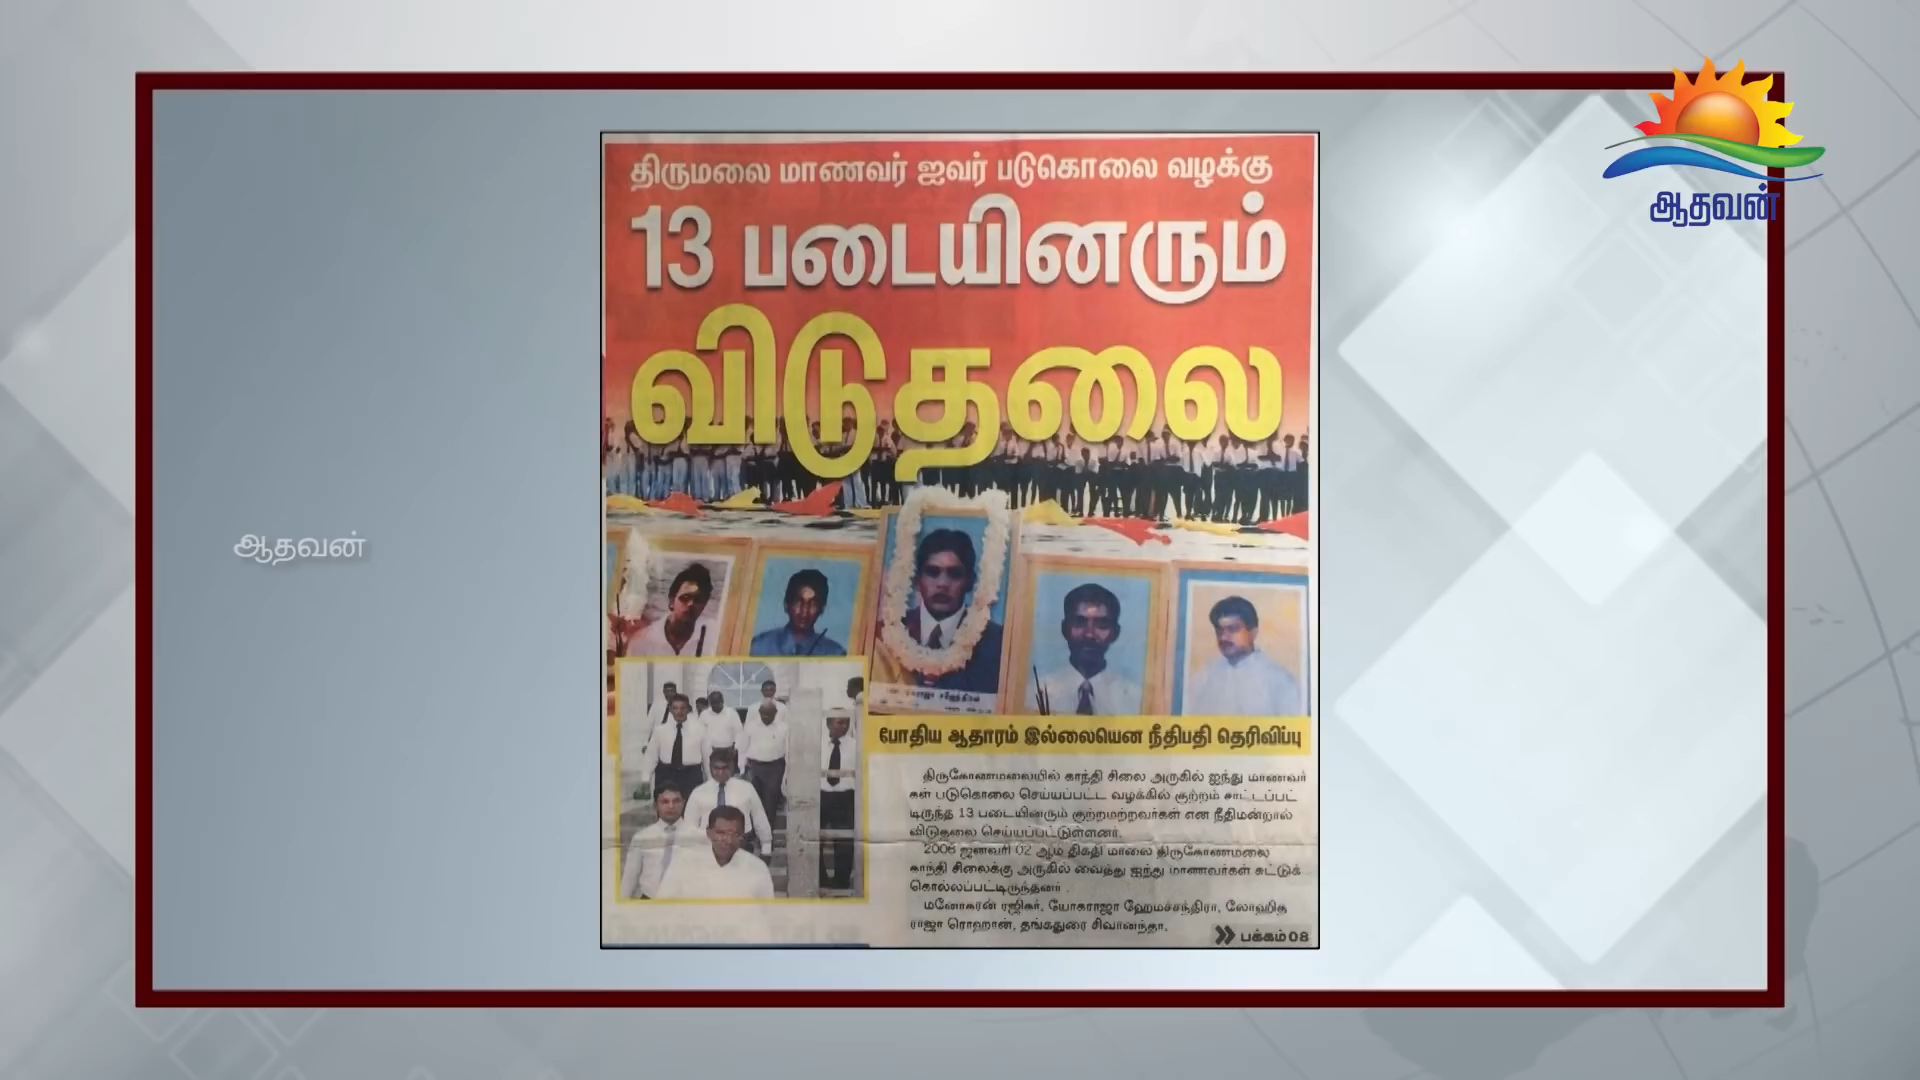 திருமலை மாணவர் ஐவர் படுகொலை வழக்கு
13 படையினரும்
விடுதலை
ஆதவன்
ஆதவன்
போதிய ஆதாரம் இல்லையென நீதிபதி தெரிவிப்பு
திருகோணமலையில் காந்தி சிலை அருகில் ஐந்து மாணவர்
கள் படுகொலை செய்யப்பட்ட வழக்கில் குற்றம் சாட்டப்பட்
டிருந்த 13 படையினரும் குற்றமற்றவர்கள் என நீதிமன்றால்
விடுதலை செய்யப்பட்டுள்ளனர்.
2006 ஜனவரி 02 ஆம் திகதி மாலை திருகோணமலை
காந்தி சிலைக்கு அருகில் வைத்து ஐந்து மாணவர்கள் சுட்டுக்
கொல்லப்பட்டிருந்தனர் .
மனோகரன் ரஜிகர், யோகராஜா ஹேமச்சந்திரா, லோஹித
ராஜா ரொஹான், தங்கதுரை சிவானந்தா,
பக்கம் 08